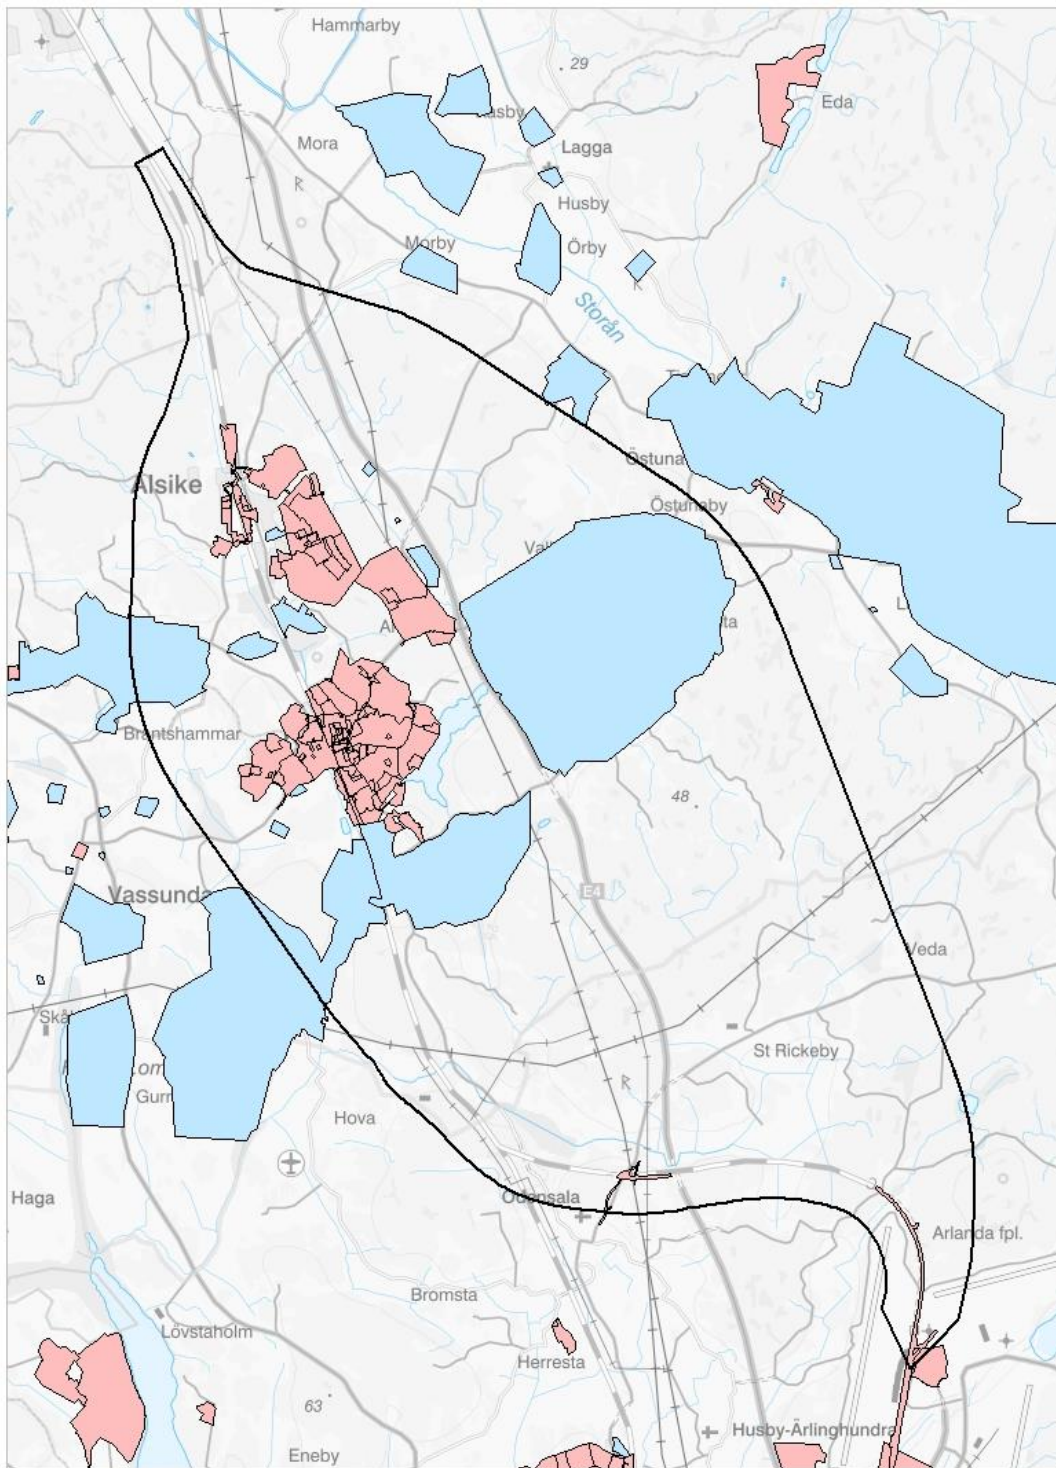 Hammarby
29
Eda
Mora
Lagga
Husby
Örby
Morby
Storån
Alsike
Östunaby
Brantshammar
48
Vassunda
E4
Veda
St Rickeby
Gurr
Hova
Haga
Odensala
Arlanda fpl.
Bromsta
Lövstaholm
Herresta
63
Husby-Ärlinghundra
Eneby